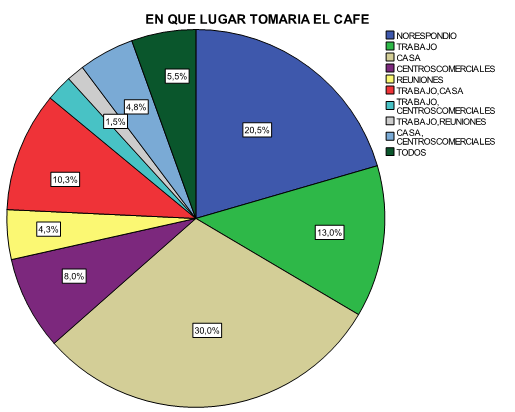 EN QUE LUGAR TOMARIA EL CAFE
NORESPONDIO
TRABAJO
CASA
CENTROSCOMERCIALES
REUNIONES
TRABAJO,CASA
TRABAJO,
CENTROSCOMERCIALES
TRABAJO,REUNIONES
CASA,
CENTROSCOMERCIALES
TODOS
5,5%
4,8%
1,5%
20,5%
10,3%
4,3%
13,0%
8,0%
30,0%